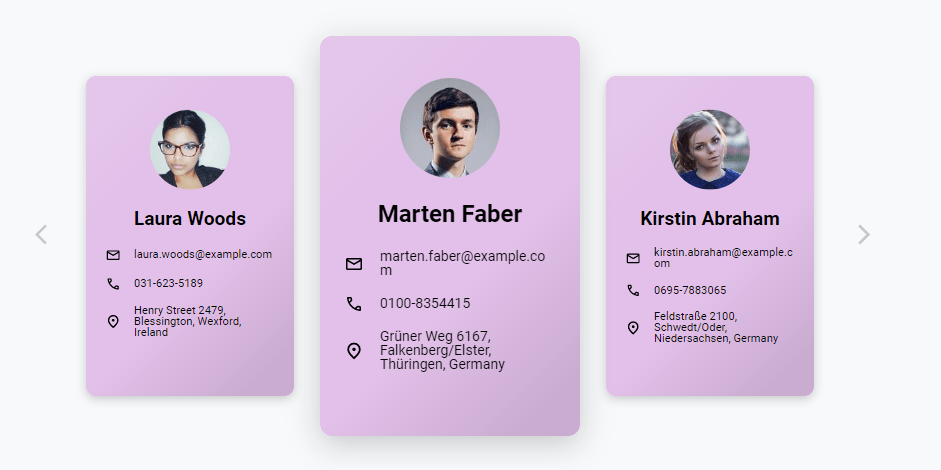 Laura Woods
laura.woods@example.com
031-623-5189
Henry Street 2479,
Blessington, Wexford,
Ireland
Marten Faber
marten.faber@example.co
m
0100-8354415
Grüner Weg 6167,
Falkenberg/Elster,
Thüringen, Germany
Kirstin Abraham
kirstin.abraham@example.c
om
0695-7883065
Feldstraße 2100,
Schwedt/Oder,
Niedersachsen, Germany